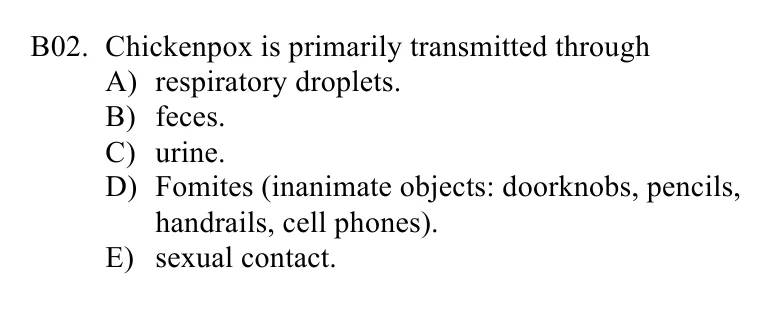 B02. Chickenpox is primarily transmitted through
A) respiratory droplets.
B) feces.
C) urine.
D) Fomites (inanimate objects: doorknobs, pencils,
handrails, cell phones).
E) sexual contact.